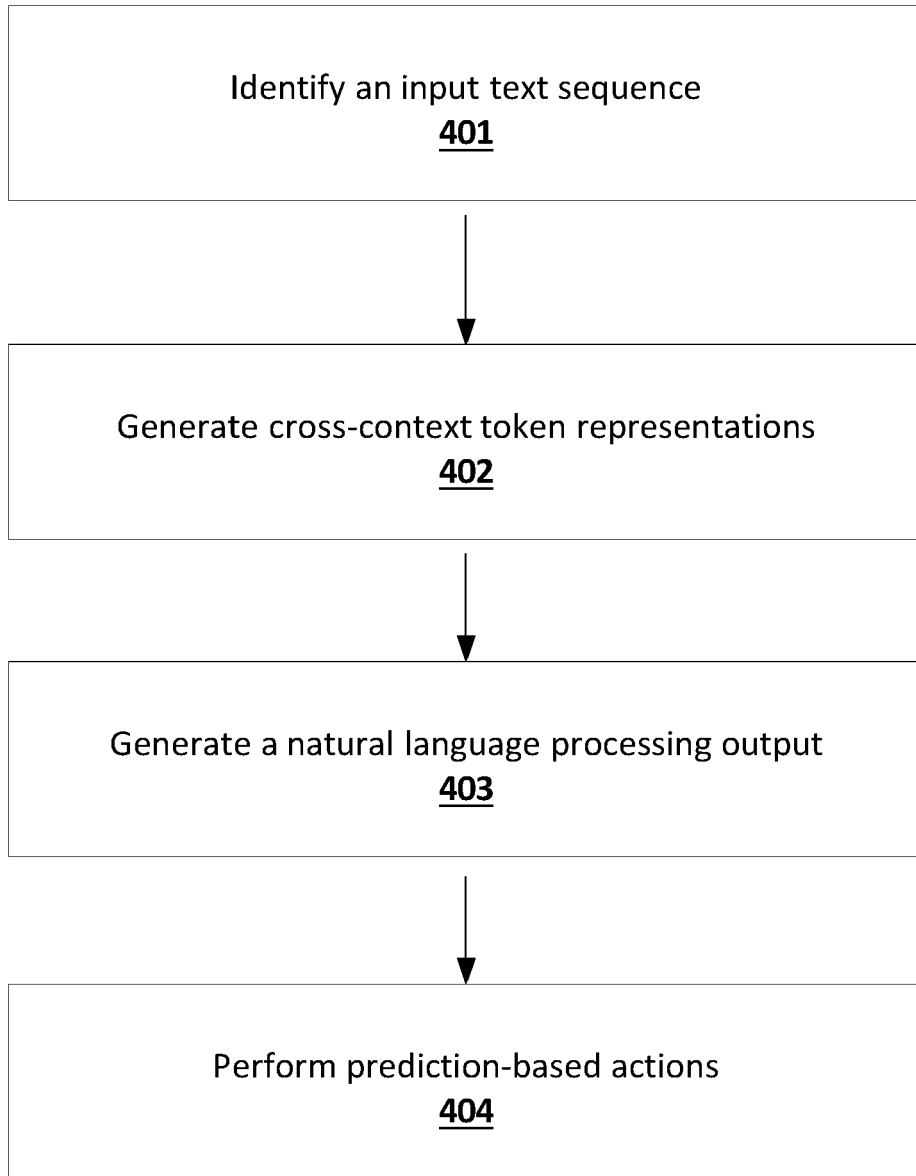 Identify an input text sequence
401
Generate cross-context token representations
402
Generate a natural language processing output
403
Perform prediction-based actions
404